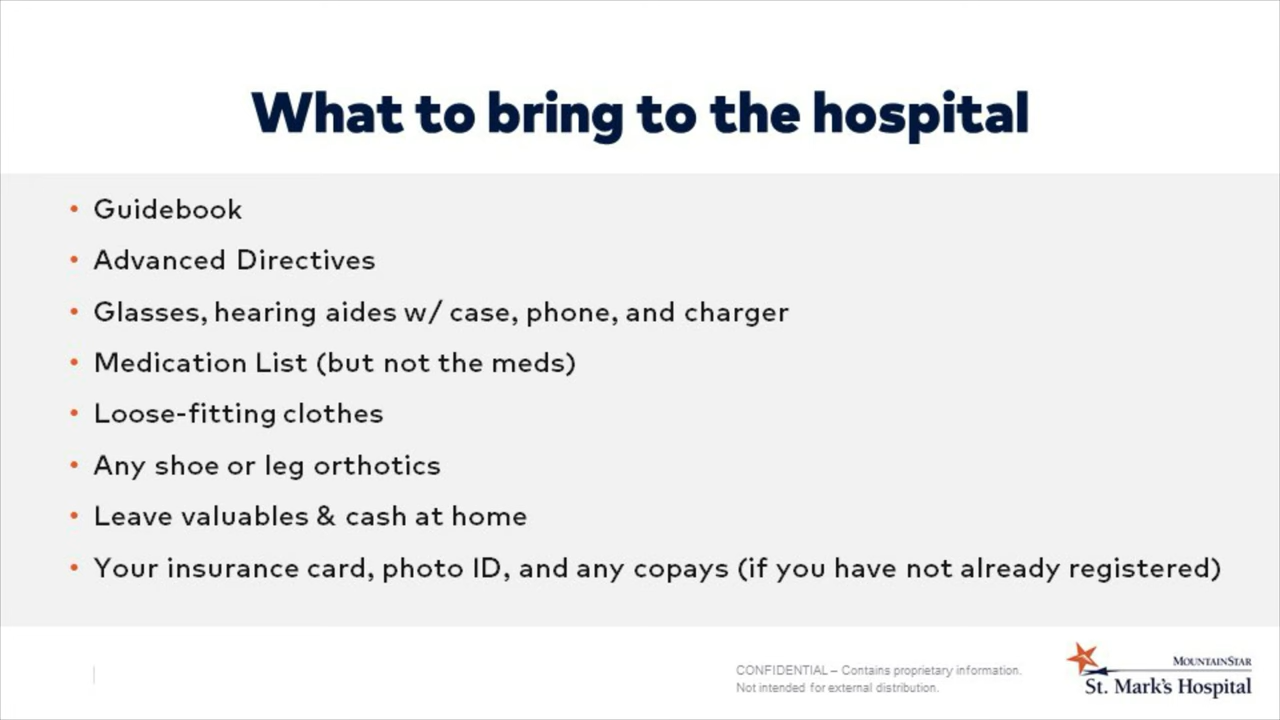 What to bring to the hospital
• Guidebook
• Advanced Directives
• Glasses, hearing aides w/ case, phone, and charger
• Medication List (but not the meds)
• Loose-fitting clothes
• Any shoe or leg orthotics
• Leave valuables & cash at home
• Your insurance card, photo ID, and any copays (if you have not already registered)
CONFIDENTIAL – Contains proprietary information.
Not intended for external distribution.
MOUNTAINSTAR
St. Mark's Hospital